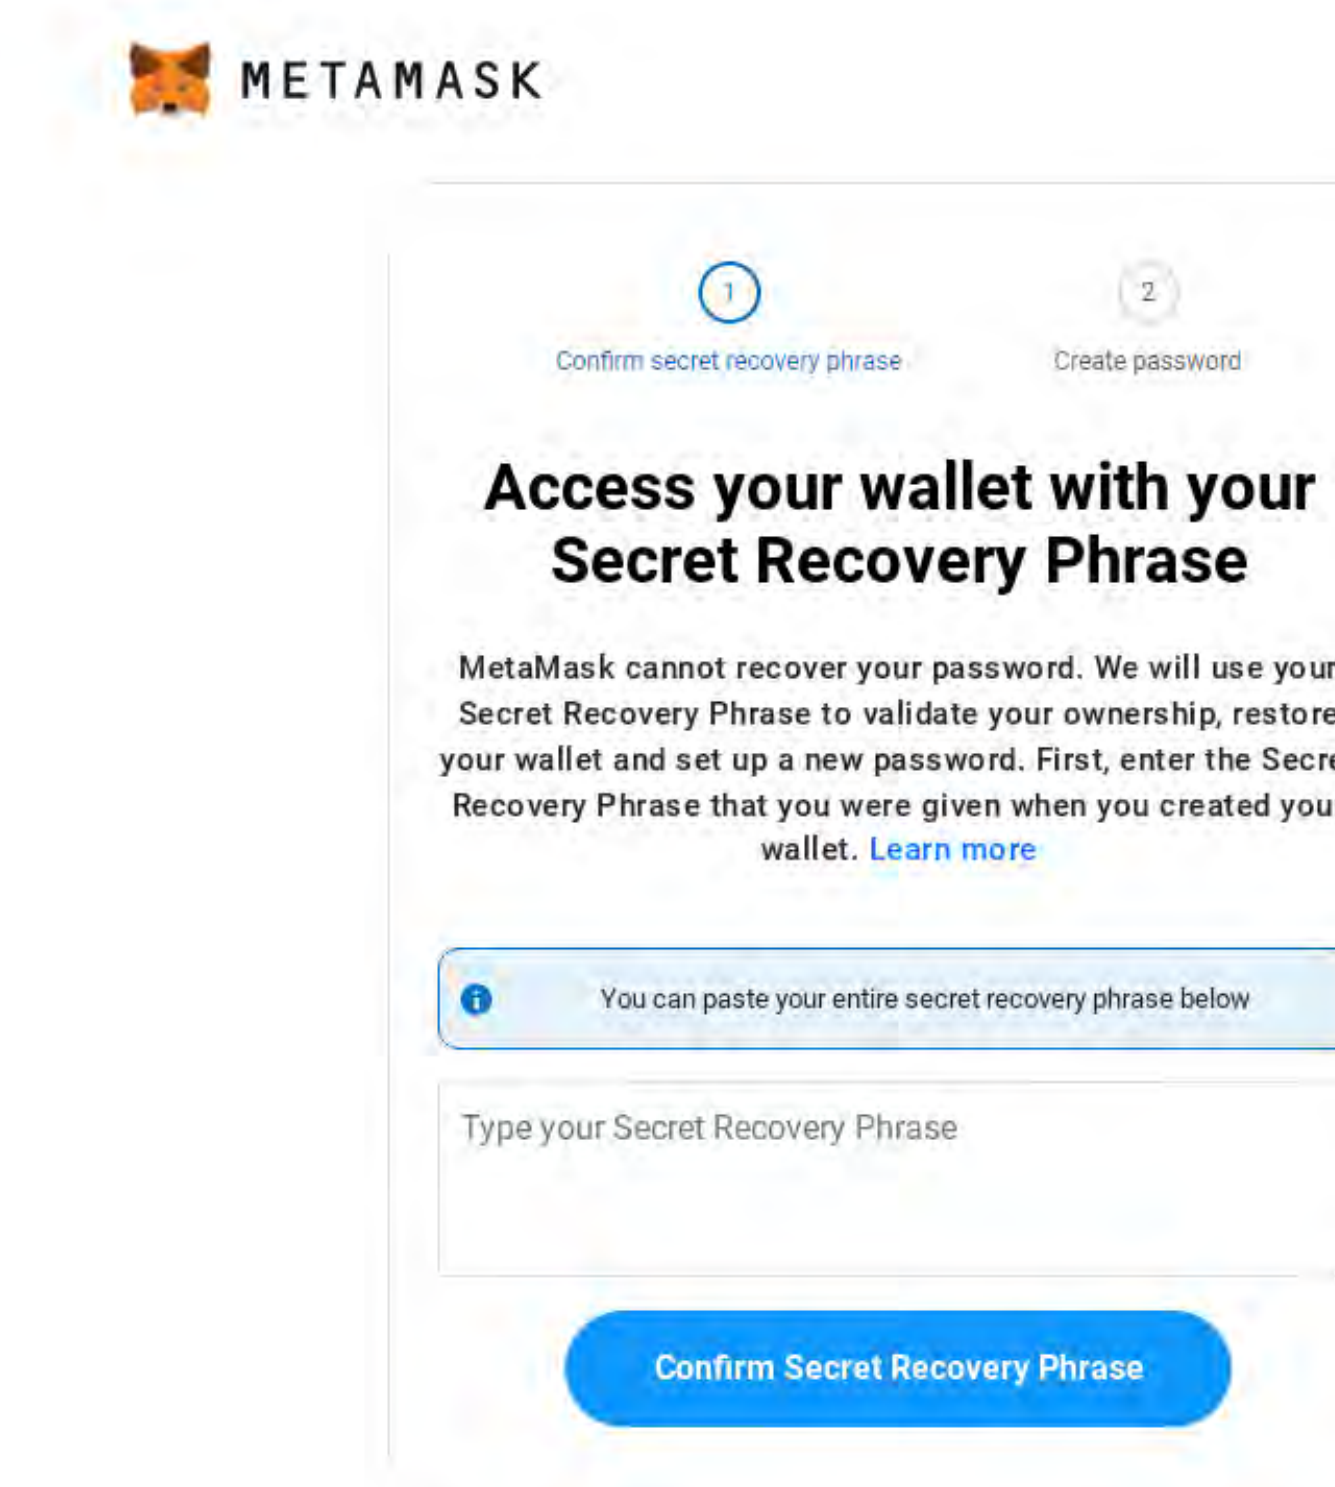 METAMASK
1
2
Confirm secret recovery phrase
Create password
Access your wallet with your
Secret Recovery Phrase
MetaMask cannot recover your password. We will use your
Secret Recovery Phrase to validate your ownership, restore
your wallet and set up a new password. First, enter the Secre
Recovery Phrase that you were given when you created you
wallet. Learn more
You can paste your entire secret recovery phrase below
Type your Secret Recovery Phrase
Confirm Secret Recovery Phrase